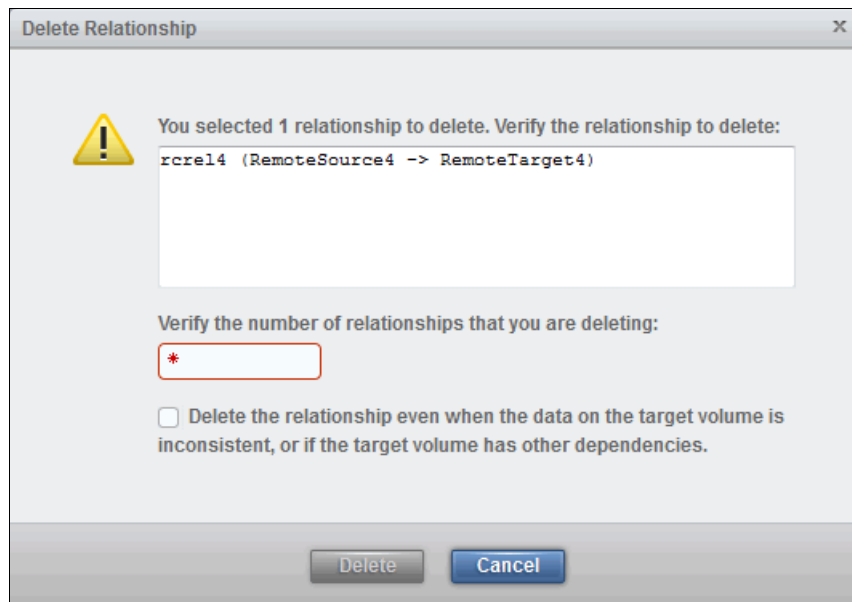 Delete Relationship
x
You selected 1 relationship to delete. Verify the relationship to delete:
rcrel4 (RemoteSource4 -> RemoteTarget4)
Verify the number of relationships that you are deleting:
*
Delete the relationship even when the data on the target volume is
inconsistent, or if the target volume has other dependencies.
Delete
Cancel